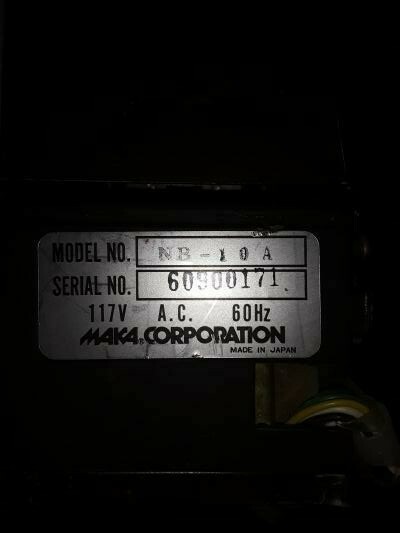 MODEL NO. NB-10A
SERIAL NO. 60900171
117V A.C. 60Hz
MAKA CORPORATION
MADE IN JAPAN